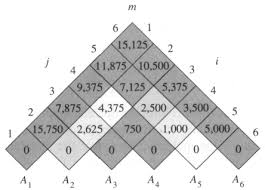 m
6 1
15,125
5 2
11,875 10,500
j 4 3 i
9,375 7,125 5,375
3 4
7,875 4,375 2,500 3,500
2 5
15,750 2,625 750 1,000 5,000
1 6
0 0 0 0 0 0
A1 A2 A3 A4 A5 A6